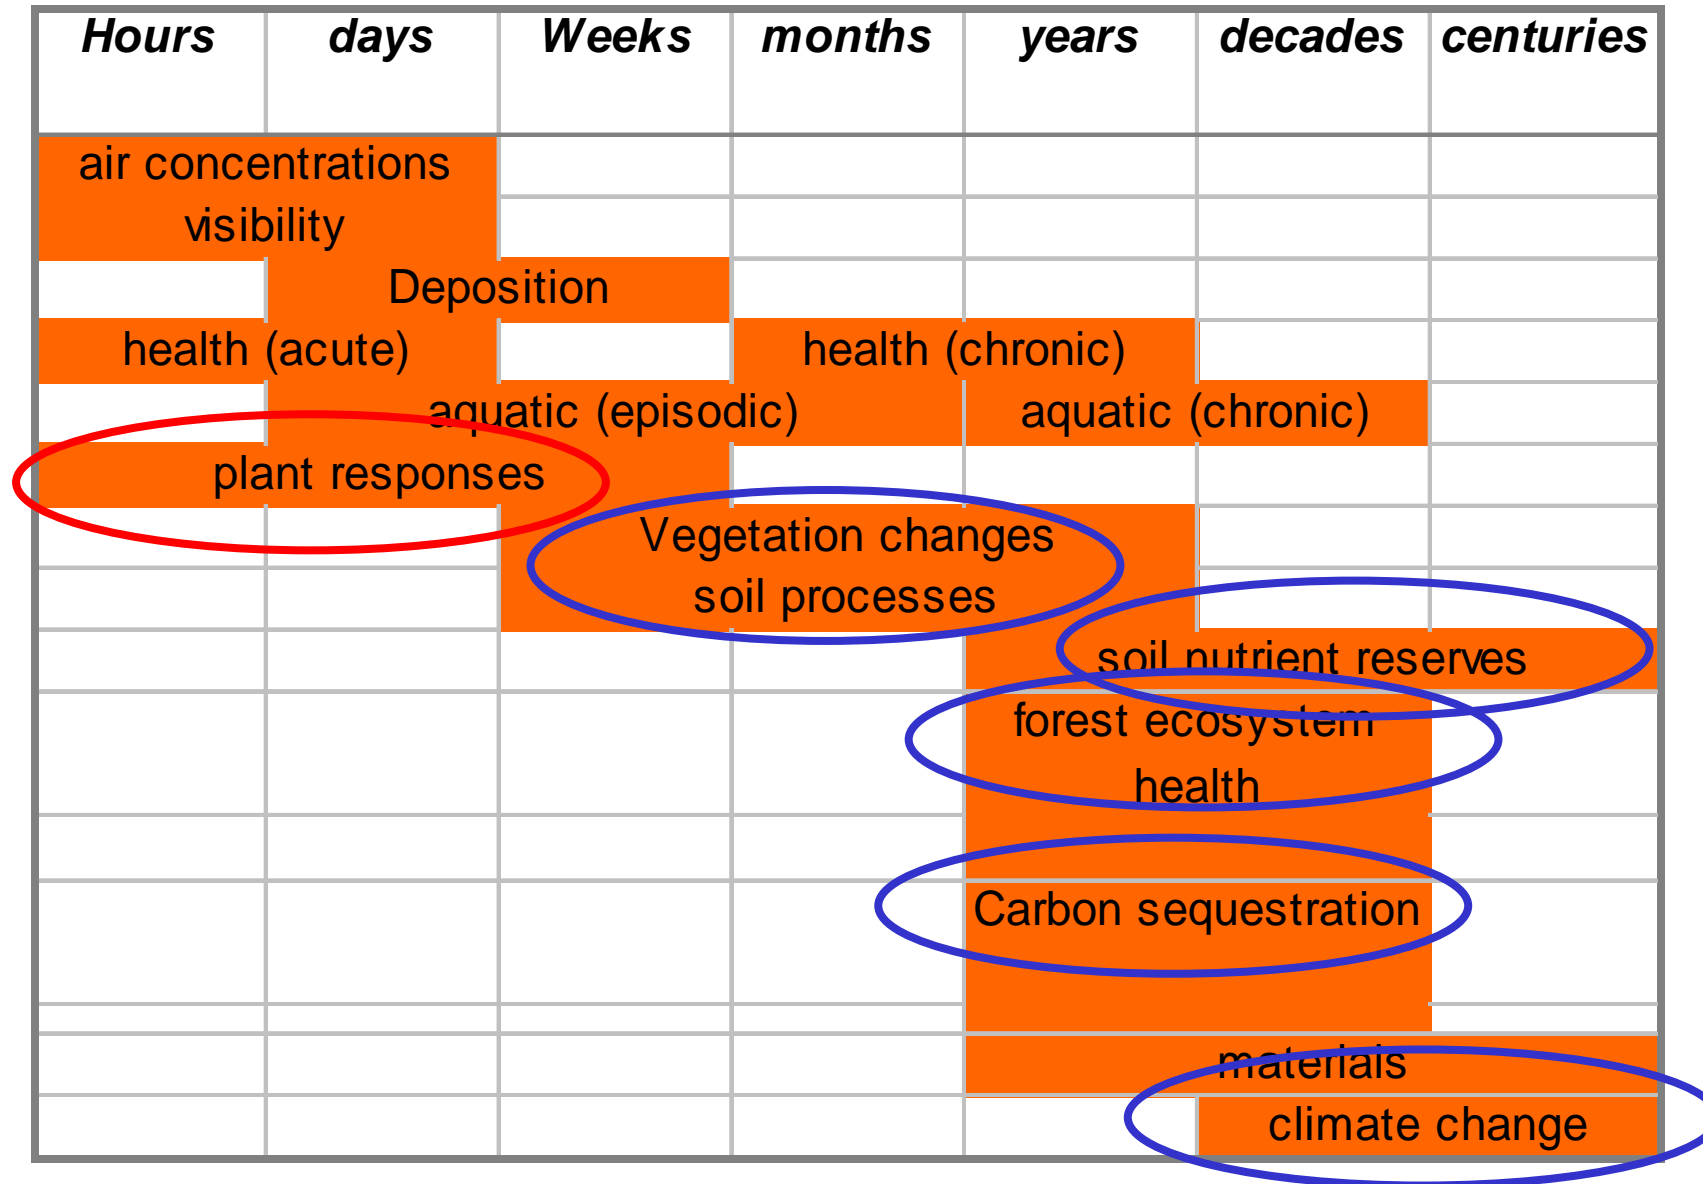 Hours days Weeks months years decades centuries
air concentrations
visibility
Deposition
health (acute) health (chronic)
aquatic (episodic) aquatic (chronic)
plant responses
Vegetation changes
soil processes
soil nutrient reserves
forest ecosystem
health
Carbon sequestration
materials
climate change